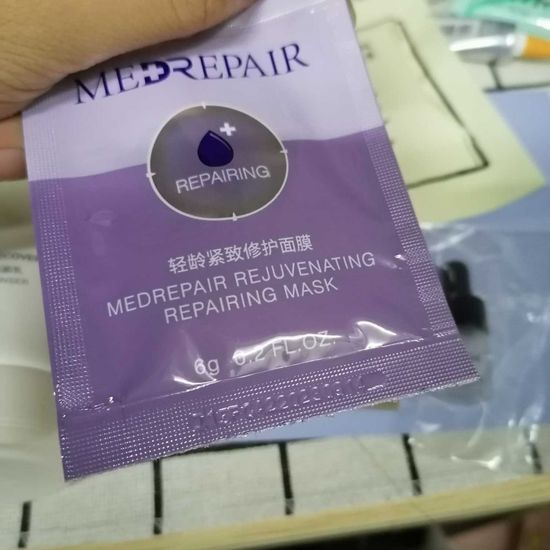 MEDREPAIR
REPAIRING
轻龄紧致修护面膜
MEDREPAIR REJUVENATING
REPAIRING MASK
6g 0.2 FL.OZ.